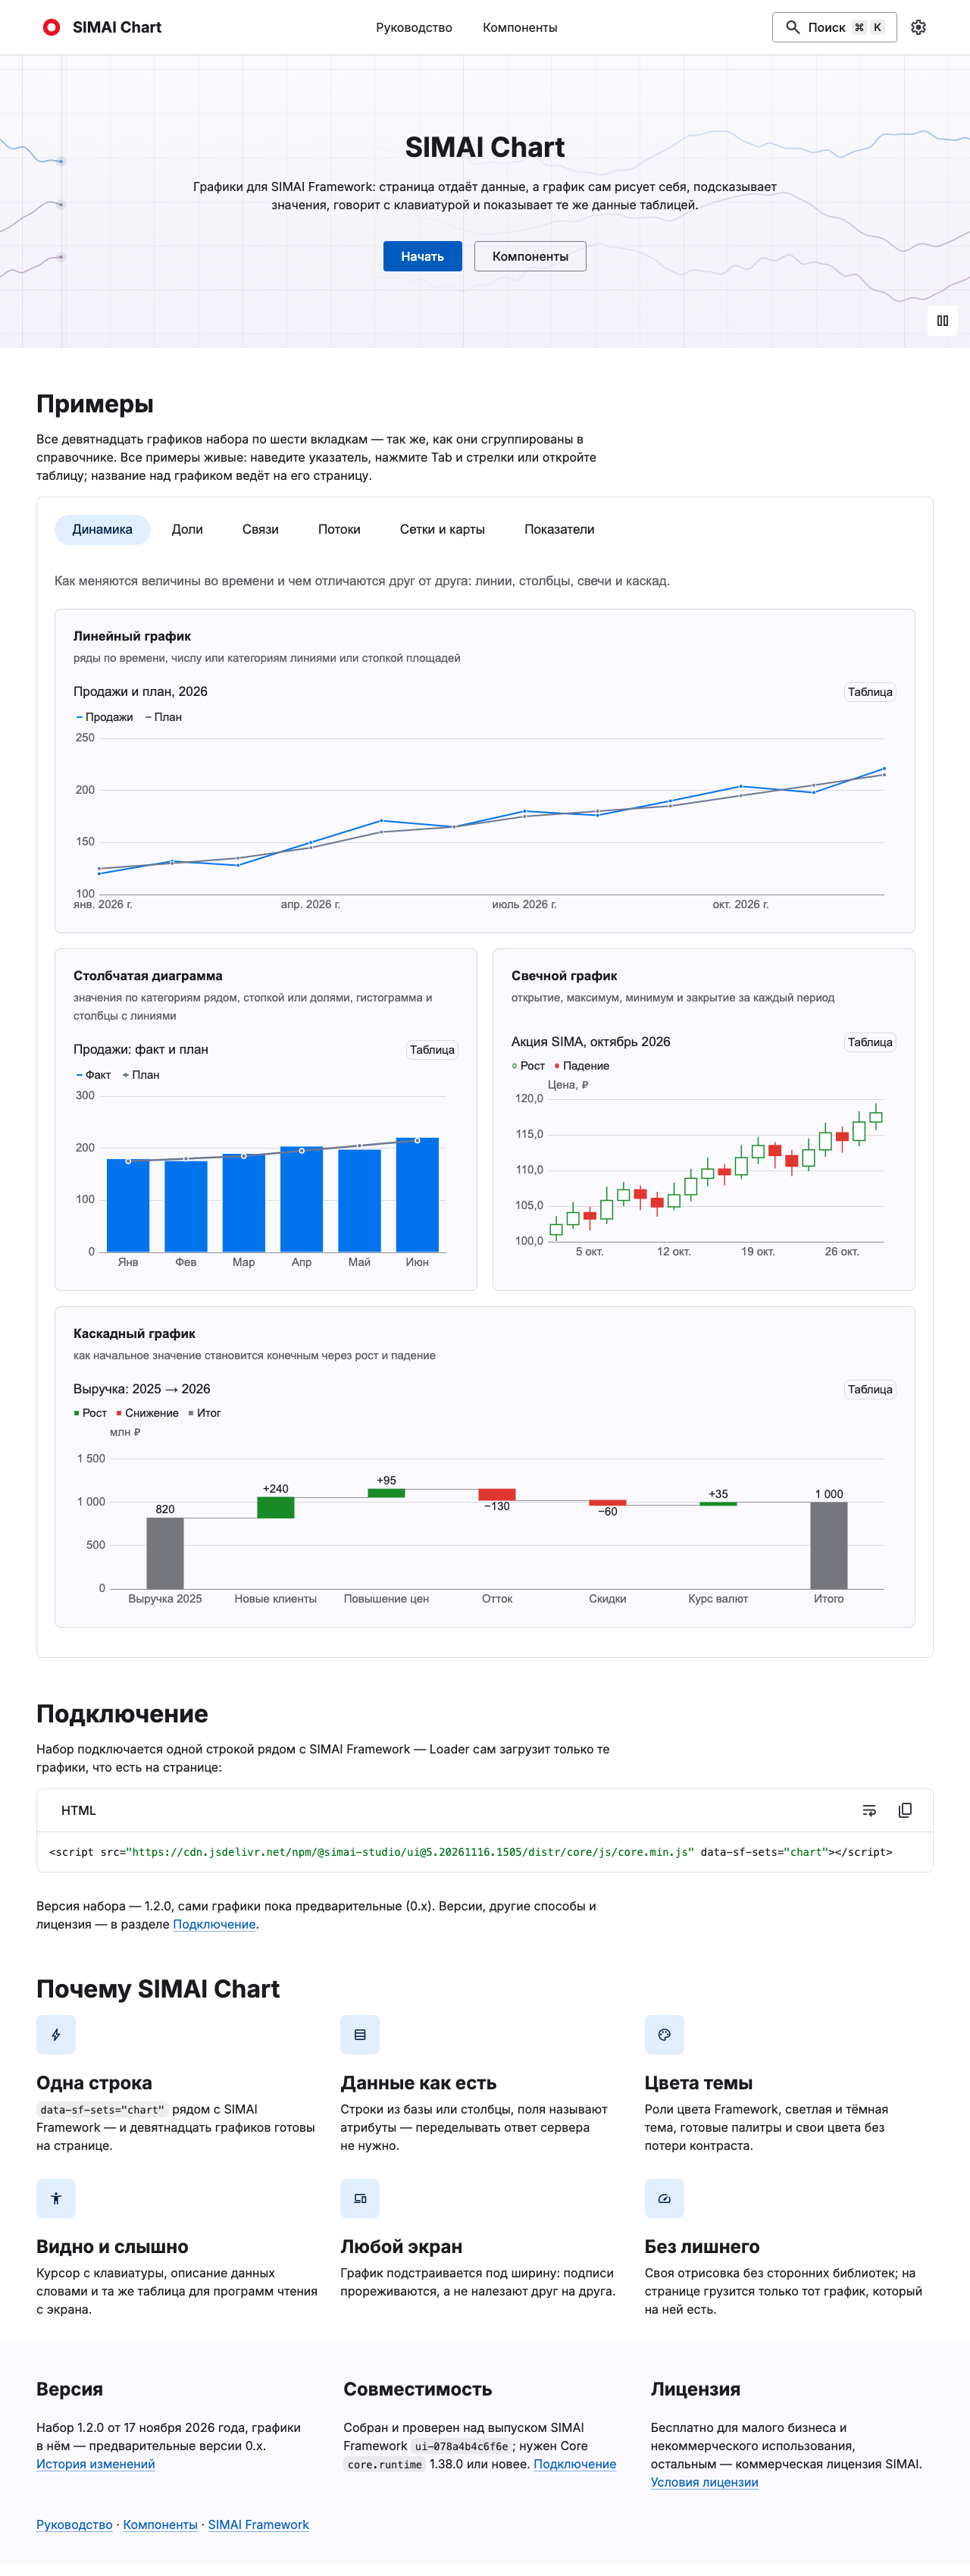 SIMAI Chart
Руководство
Компоненты
Поиск ⌘ K
SIMAI Chart
Графики для SIMAI Framework: страница отдаёт данные, а график сам рисует себя, подсказывает
значения, говорит с клавиатурой и показывает те же данные таблицей.
Начать
Компоненты
Примеры
Все девятнадцать графиков набора по шести вкладкам — так же, как они сгруппированы в
справочнике. Все примеры живые: наведите указатель, нажмите Tab и стрелки или откройте
таблицу; название над графиком ведёт на его страницу.
Динамика
Доли
Связи
Потоки
Сетки и карты
Показатели
Как меняются величины во времени и чем отличаются друг от друга: линии, столбцы, свечи и каскад.
Линейный график
ряды по времени, числу или категориям линиями или стопкой площадей
Продажи и план, 2026
Таблица
Продажи
План
250
200
150
100
янв. 2026 г.
апр. 2026 г.
июль 2026 г.
окт. 2026 г.
Столбчатая диаграмма
значения по категориям рядом, стопкой или долями, гистограмма и
столбцы с линиями
Продажи: факт и план
Таблица
Факт
План
300
200
100
0
Янв
Фев
Мар
Апр
Май
Июн
Свечной график
открытие, максимум, минимум и закрытие за каждый период
Акция SIMA, октябрь 2026
Таблица
Рост
Падение
Цена, ₽
120,0
115,0
110,0
105,0
100,0
5 окт.
12 окт.
19 окт.
26 окт.
Каскадный график
как начальное значение становится конечным через рост и падение
Выручка: 2025 → 2026
Таблица
Рост
Снижение
Итог
млн ₽
1 500
1 000
500
0
820
+240
+95
−130
−60
+35
1 000
Выручка 2025
Новые клиенты
Повышение цен
Отток
Скидки
Курс валют
Итого
Подключение
Набор подключается одной строкой рядом с SIMAI Framework — Loader сам загрузит только те
графики, что есть на странице:
HTML
<script src="https://cdn.jsdelivr.net/npm/@simai-studio/ui@5.20261116.1505/distr/core/js/core.min.js" data-sf-sets="chart"></script>
Версия набора — 1.2.0, сами графики пока предварительные (0.x). Версии, другие способы и
лицензия — в разделе Подключение.
Почему SIMAI Chart
Одна строка
data-sf-sets="chart" рядом с SIMAI
Framework — и девятнадцать графиков готовы
на странице.
Данные как есть
Строки из базы или столбцы, поля называют
атрибуты — переделывать ответ сервера
не нужно.
Цвета темы
Роли цвета Framework, светлая и тёмная
тема, готовые палитры и свои цвета без
потери контраста.
Видно и слышно
Курсор с клавиатуры, описание данных
словами и та же таблица для программ чтения
с экрана.
Любой экран
График подстраивается под ширину: подписи
прореживаются, а не налезают друг на друга.
Без лишнего
Своя отрисовка без сторонних библиотек; на
странице грузится только тот график, который
на ней есть.
Версия
Набор 1.2.0 от 17 ноября 2026 года, графики
в нём — предварительные версии 0.x.
История изменений
Совместимость
Собран и проверен над выпуском SIMAI
Framework ui-078a4b4c6f6e; нужен Core
core.runtime 1.38.0 или новее. Подключение
Лицензия
Бесплатно для малого бизнеса и
некоммерческого использования,
остальным — коммерческая лицензия SIMAI.
Условия лицензии
Руководство · Компоненты · SIMAI Framework